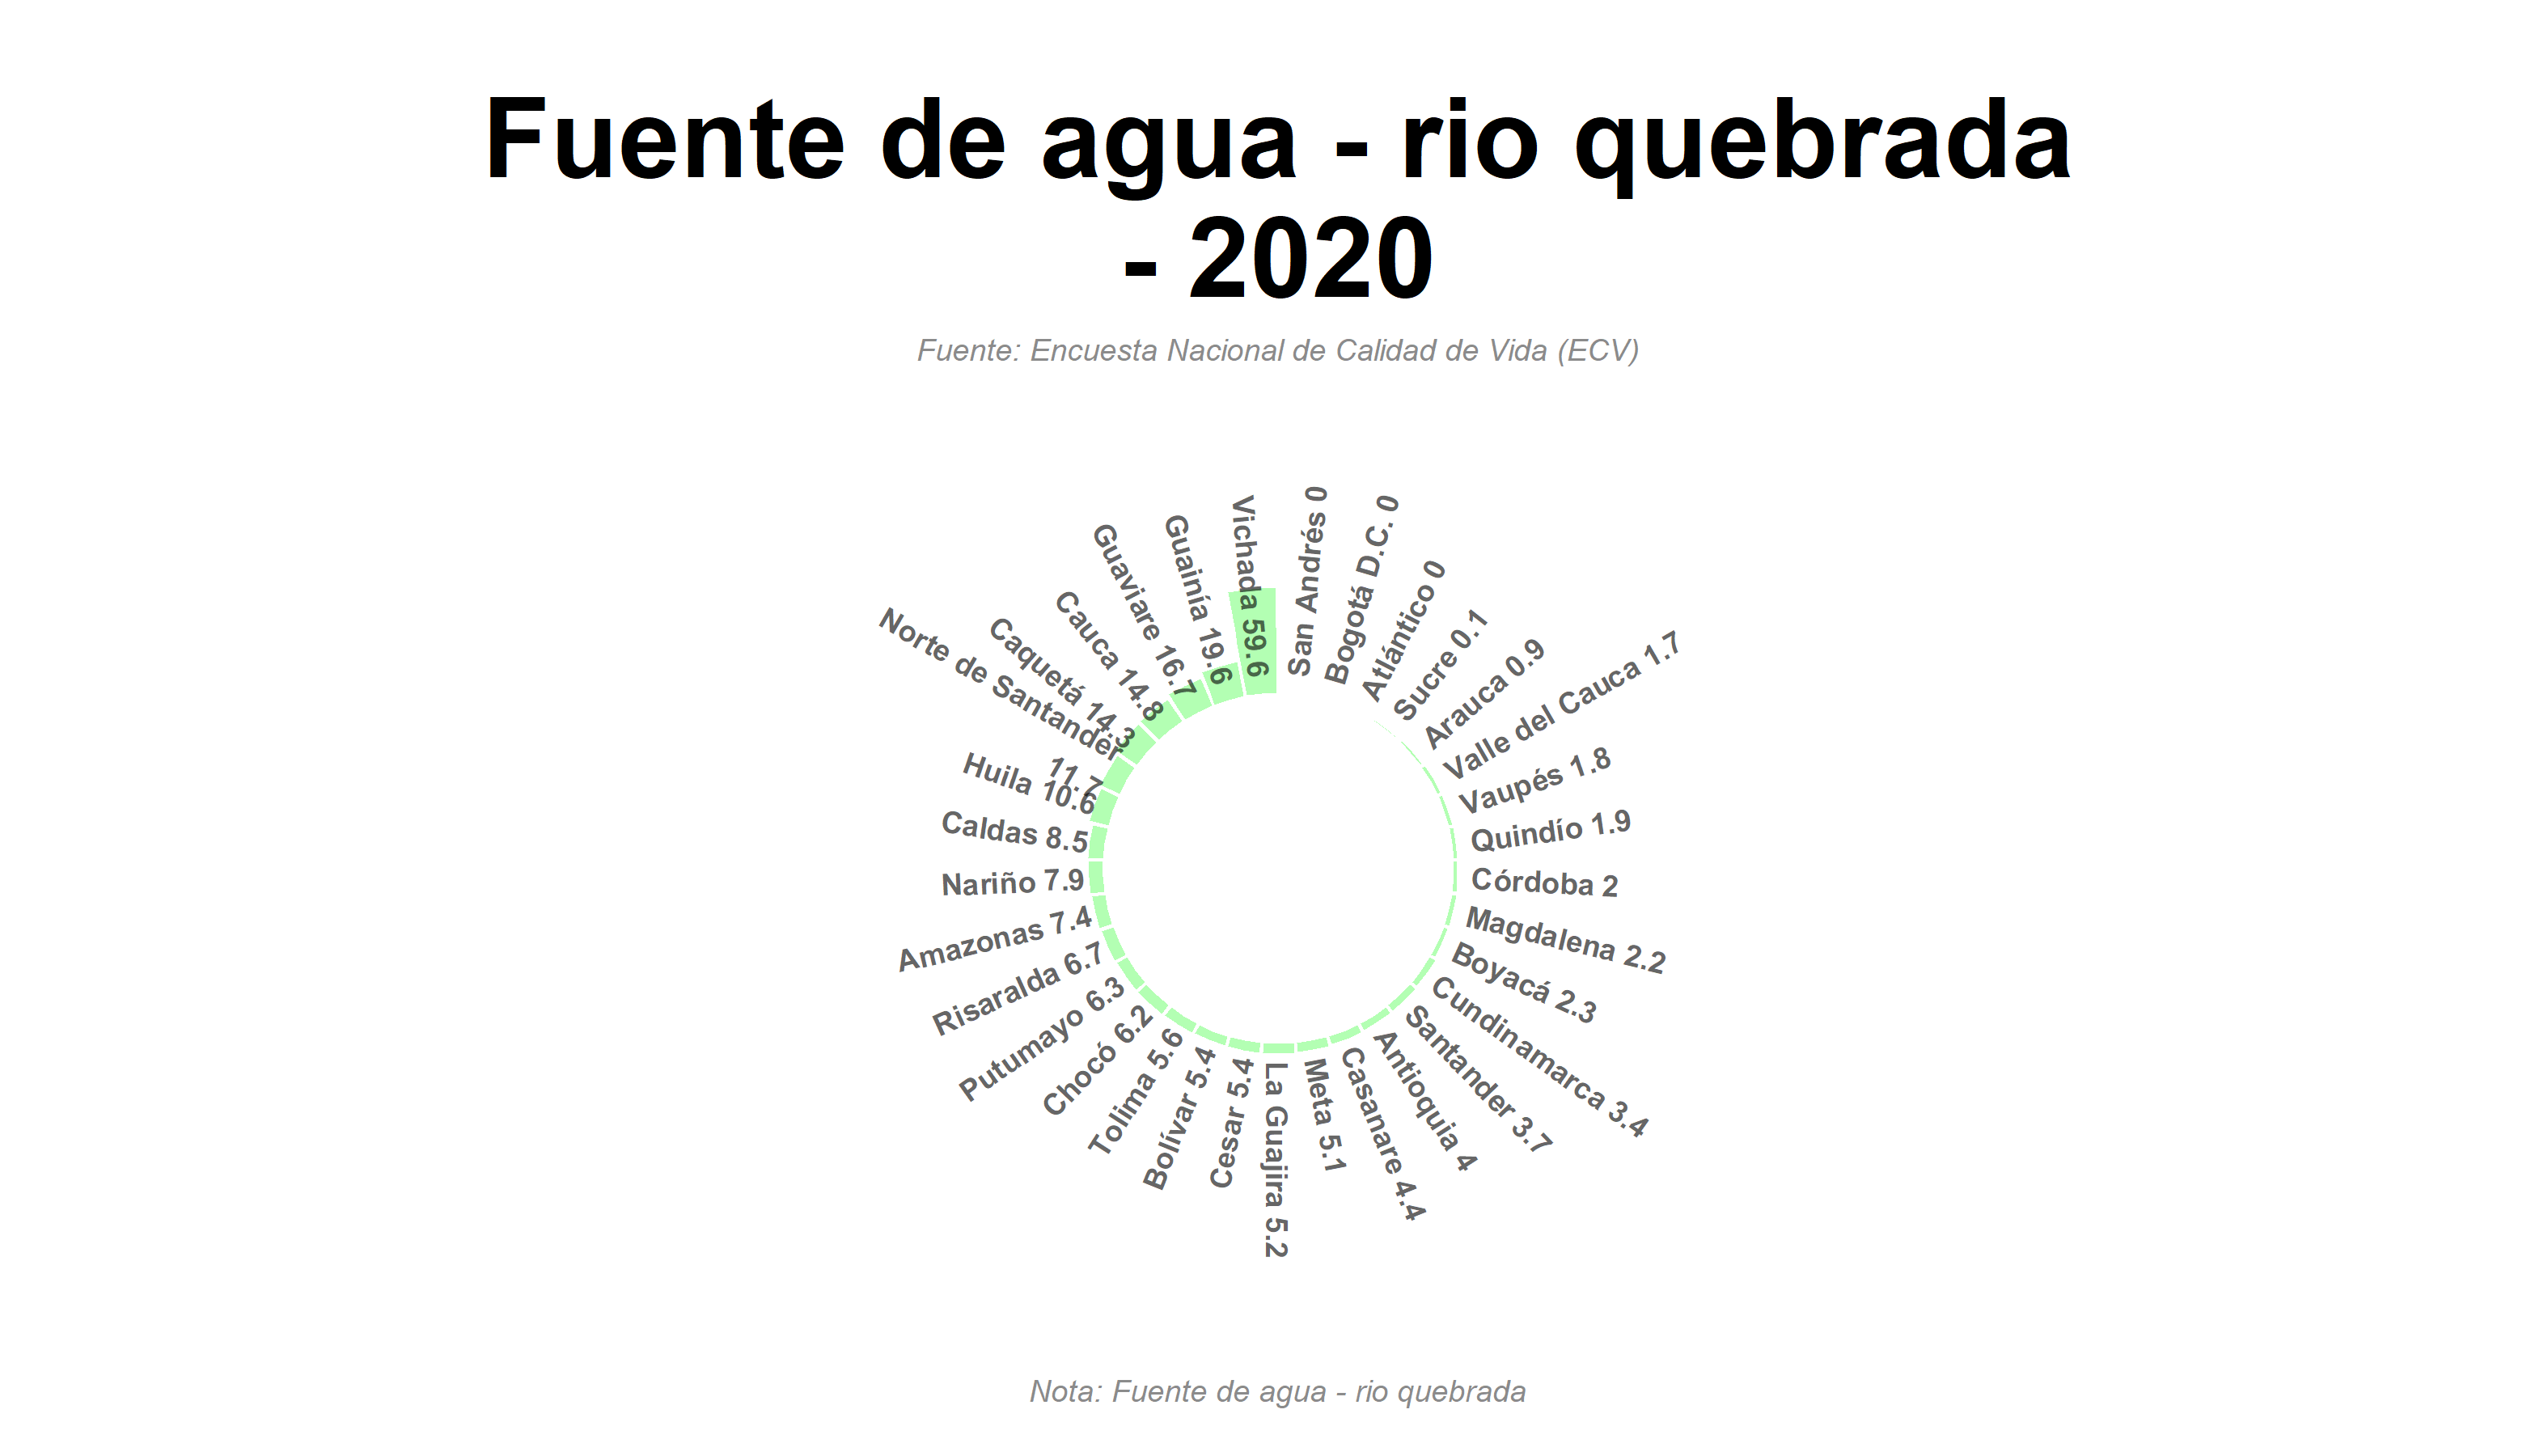 Fuente de agua - rio quebrada
- 2020
Fuente: Encuesta Nacional de Calidad de Vida (ECV)
San Andrés 0
Bogotá D.C. 0
Atlántico 0
Sucre 0.1
Arauca 0.9
Valle del Cauca 1.7
Vaupés 1.8
Quindío 1.9
Córdoba 2
Magdalena 2.2
Boyacá 2.3
Cundinamarca 3.4
Santander 3.7
Antioquia 4
Casanare 4.4
Meta 5.1
La Guajira 5.2
Cesar 5.4
Bolívar 5.4
Tolima 5.6
Chocó 6.2
Putumayo 6.3
Risaralda 6.7
Amazonas 7.4
Nariño 7.9
Caldas 8.5
Huila 10.6
Norte de Santander
11.7
Caquetá 14.3
Cauca 14.8
Guaviare 16.7
Guainía 19.6
Vichada 59.6
Nota: Fuente de agua - rio quebrada